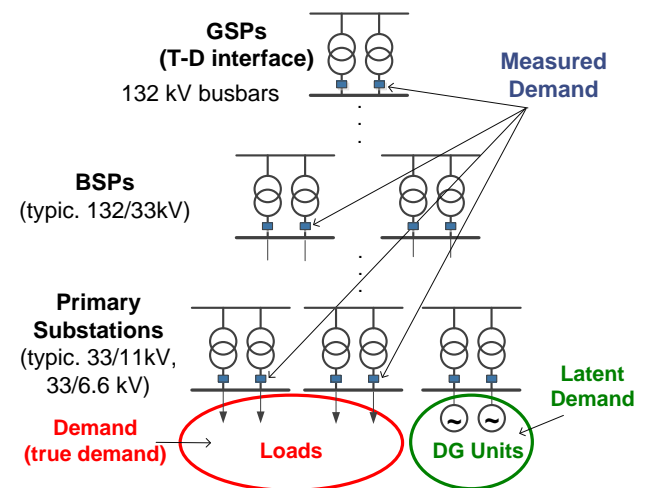 GSPs
(T-D interface)
132 kV busbars
Measured
Demand
BSPs
(typic. 132/33kV)
Primary
Substations
(typic. 33/11kV,
33/6.6 kV)
Latent
Demand
Demand
(true demand)
Loads
~ ~
DG Units